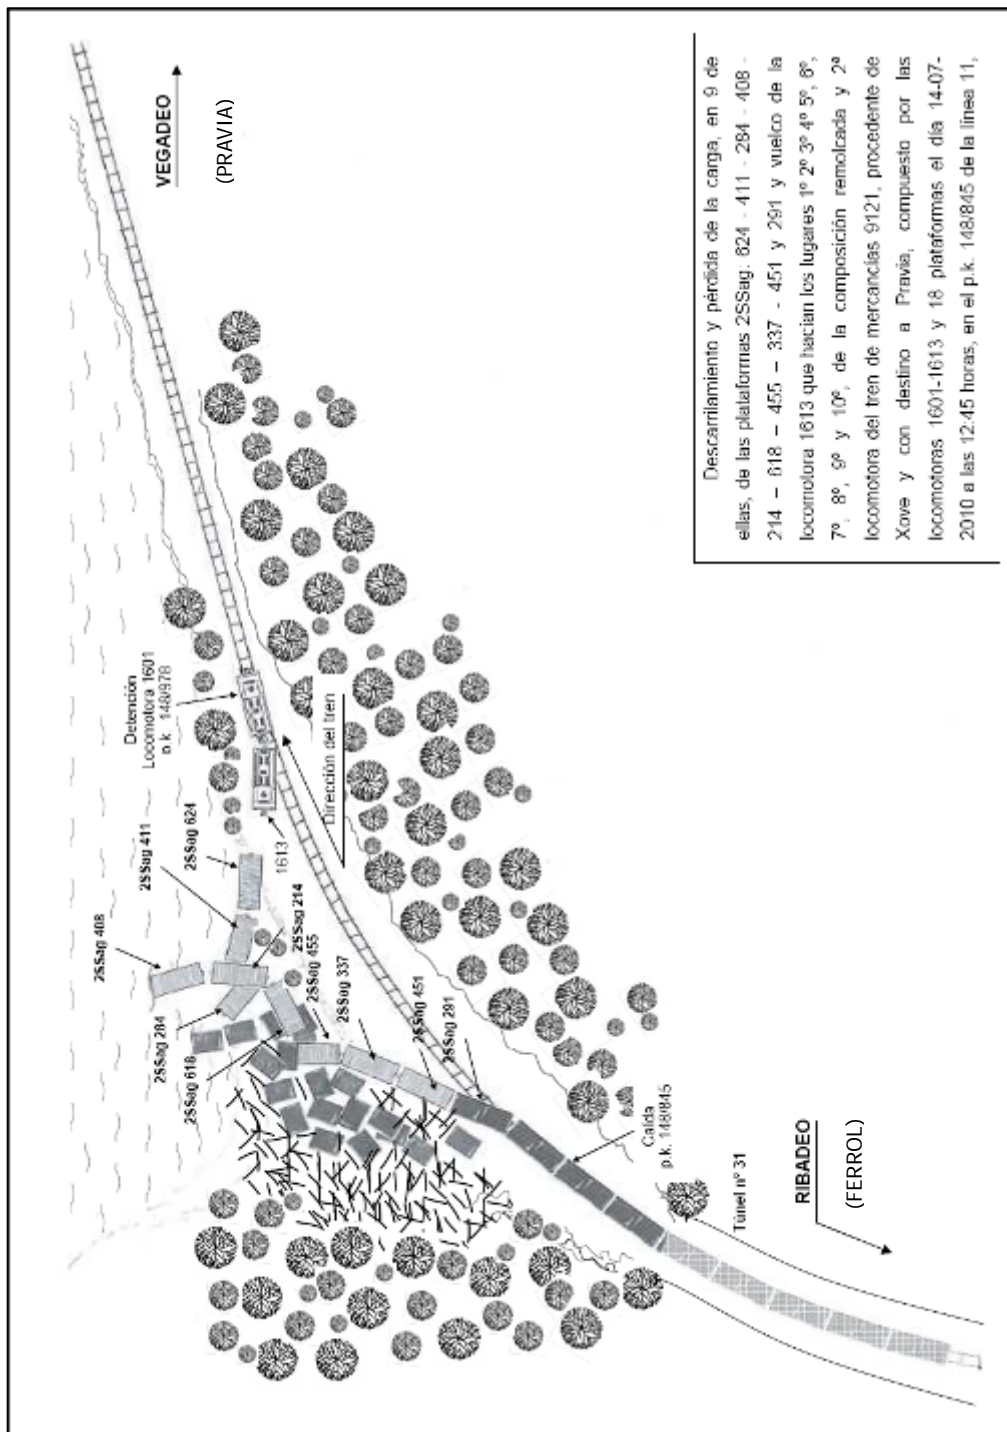 VEGADEO
(PRAVIA)
Descarrilamiento y pérdida de la carga, en 9 de
ellas, de las plataformas 2SSag: 624 - 411 - 284 - 408 -
214 – 618 – 455 – 337 - 451 y 291 y vuelco de la
locomotora 1613 que hacían los lugares 1º 2º 3º 4º 5º, 6º,
7º, 8º, 9º y 10º, de la composición remolcada y 2ª
locomotora del tren de mercancías 9121, procedente de
Xove y con destino a Pravia, compuesto por las
locomotoras 1601-1613 y 18 plataformas el día 14-07-
2010 a las 12:45 horas, en el p.k. 148/845 de la línea 11,
Detención
Locomotora 1601
p.k. 148/978
Dirección del tren
1613
2SSag 624
2SSag 411
2SSag 408
2SSag 214
2SSag 455
2SSag 337
2SSag 284
2SSag 618
2SSag 451
2SSag 291
Caída
p.k. 148/845
Túnel nº 31
RIBADEO
(FERROL)